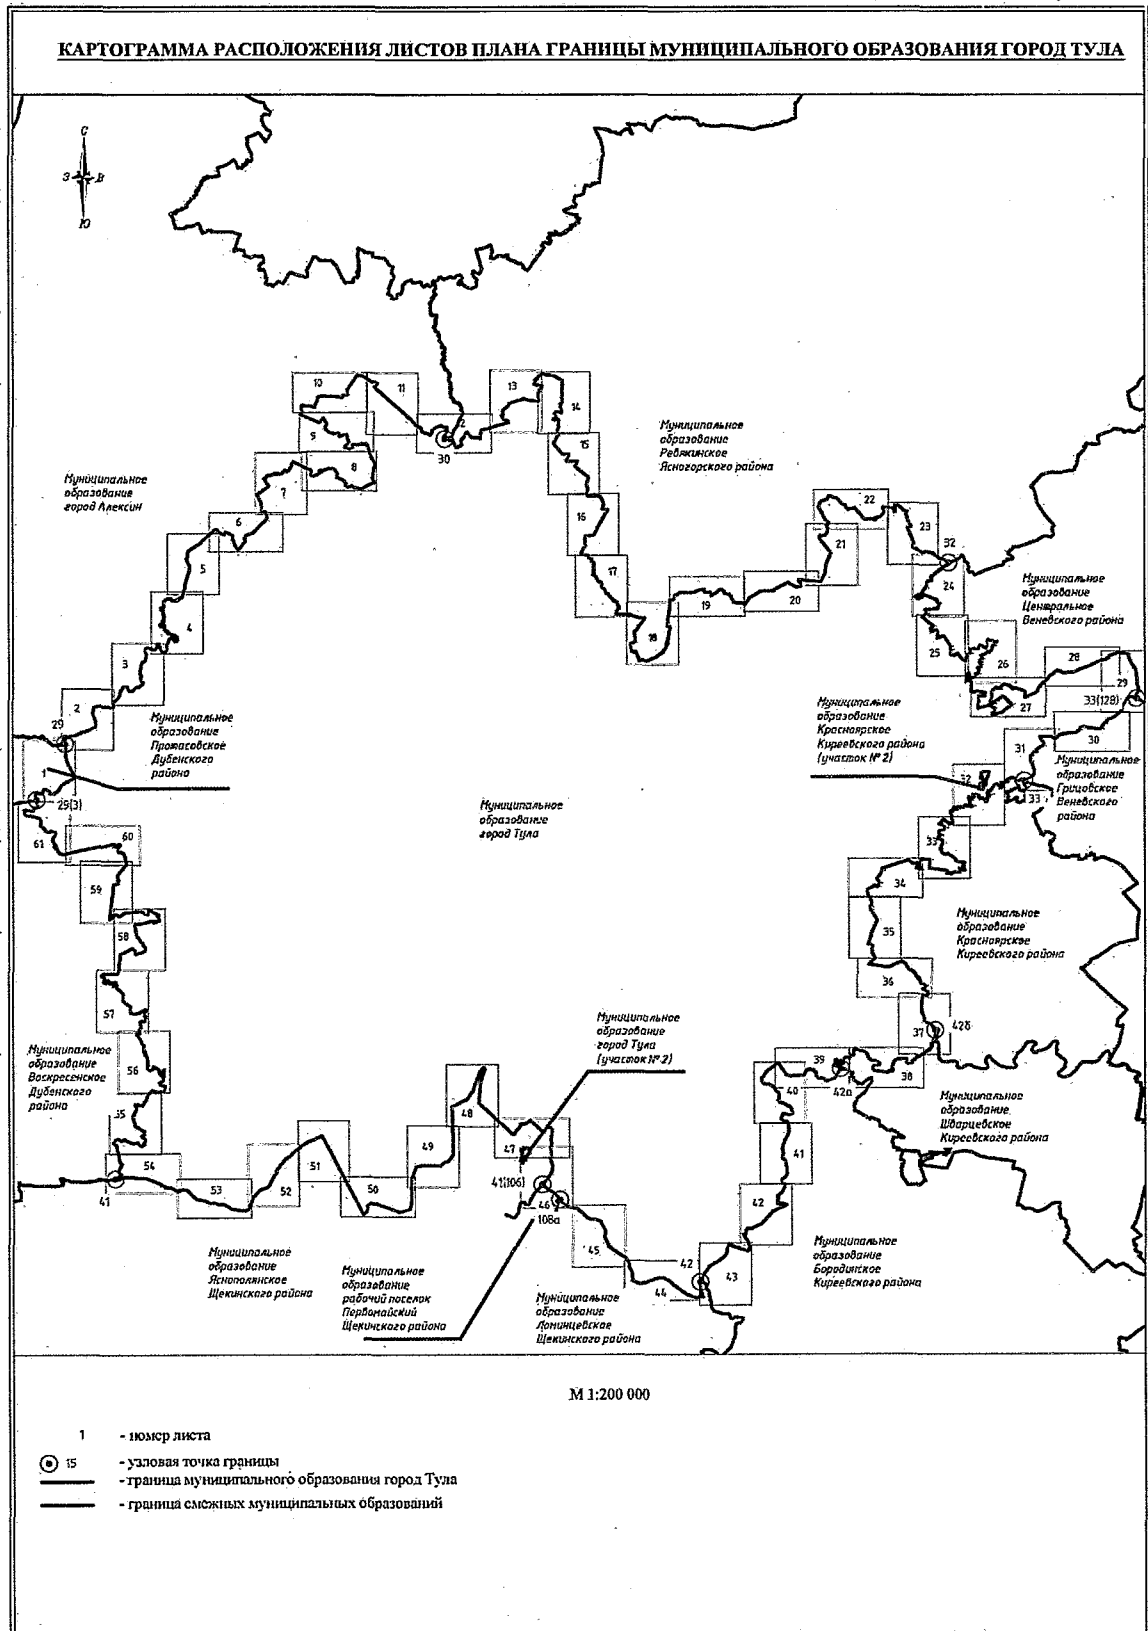 КАРТОГРАММА РАСПОЛОЖЕНИЯ ЛИСТОВ ПЛАНА ГРАНИЦЫ МУНИЦИПАЛЬНОГО ОБРАЗОВАНИЯ ГОРОД ТУЛА
С
З В
Ю
10
11
13
14
2
30
9
8
15
7
6
16
5
17
4
18
19
20
21
22
23
32
24
25
26
28
29
33(128)
27
30
31
3
2
29
1
29(3)
61
60
59
58
57
56
55
54
41
53
52
51
50
49
48
47
41(106)
46
108а
45
44
42
43
42
41
40
39
42а
38
37
42б
36
35
34
33
32
33
Муниципальное
образование
город Алексин
Муниципальное
образование
Ревякинское
Ясногорского района
Муниципальное
образование
Центральное
Веневского района
Муниципальное
образование
Протасовское
Дубенского
района
Муниципальное
образование
Красноярское
Киреевского района
(участок № 2)
Муниципальное
образование
Грицовское
Веневского
района
Муниципальное
образование
город Тула
Муниципальное
образование
Красноярское
Киреевского района
Муниципальное
образование
город Тула
(участок № 2)
Муниципальное
образование
Воскресенское
Дубенского
района
Муниципальное
образование
Шварцевское
Киреевского района
Муниципальное
образование
Яснополянское
Щекинского района
Муниципальное
образование
рабочий поселок
Первомайский
Щекинского района
Муниципальное
образование
Ломинцевское
Щекинского района
Муниципальное
образование
Бородинское
Киреевского района
М 1:200 000
1 - номер листа
15 - узловая точка границы
- граница муниципального образования город Тула
- граница смежных муниципальных образований